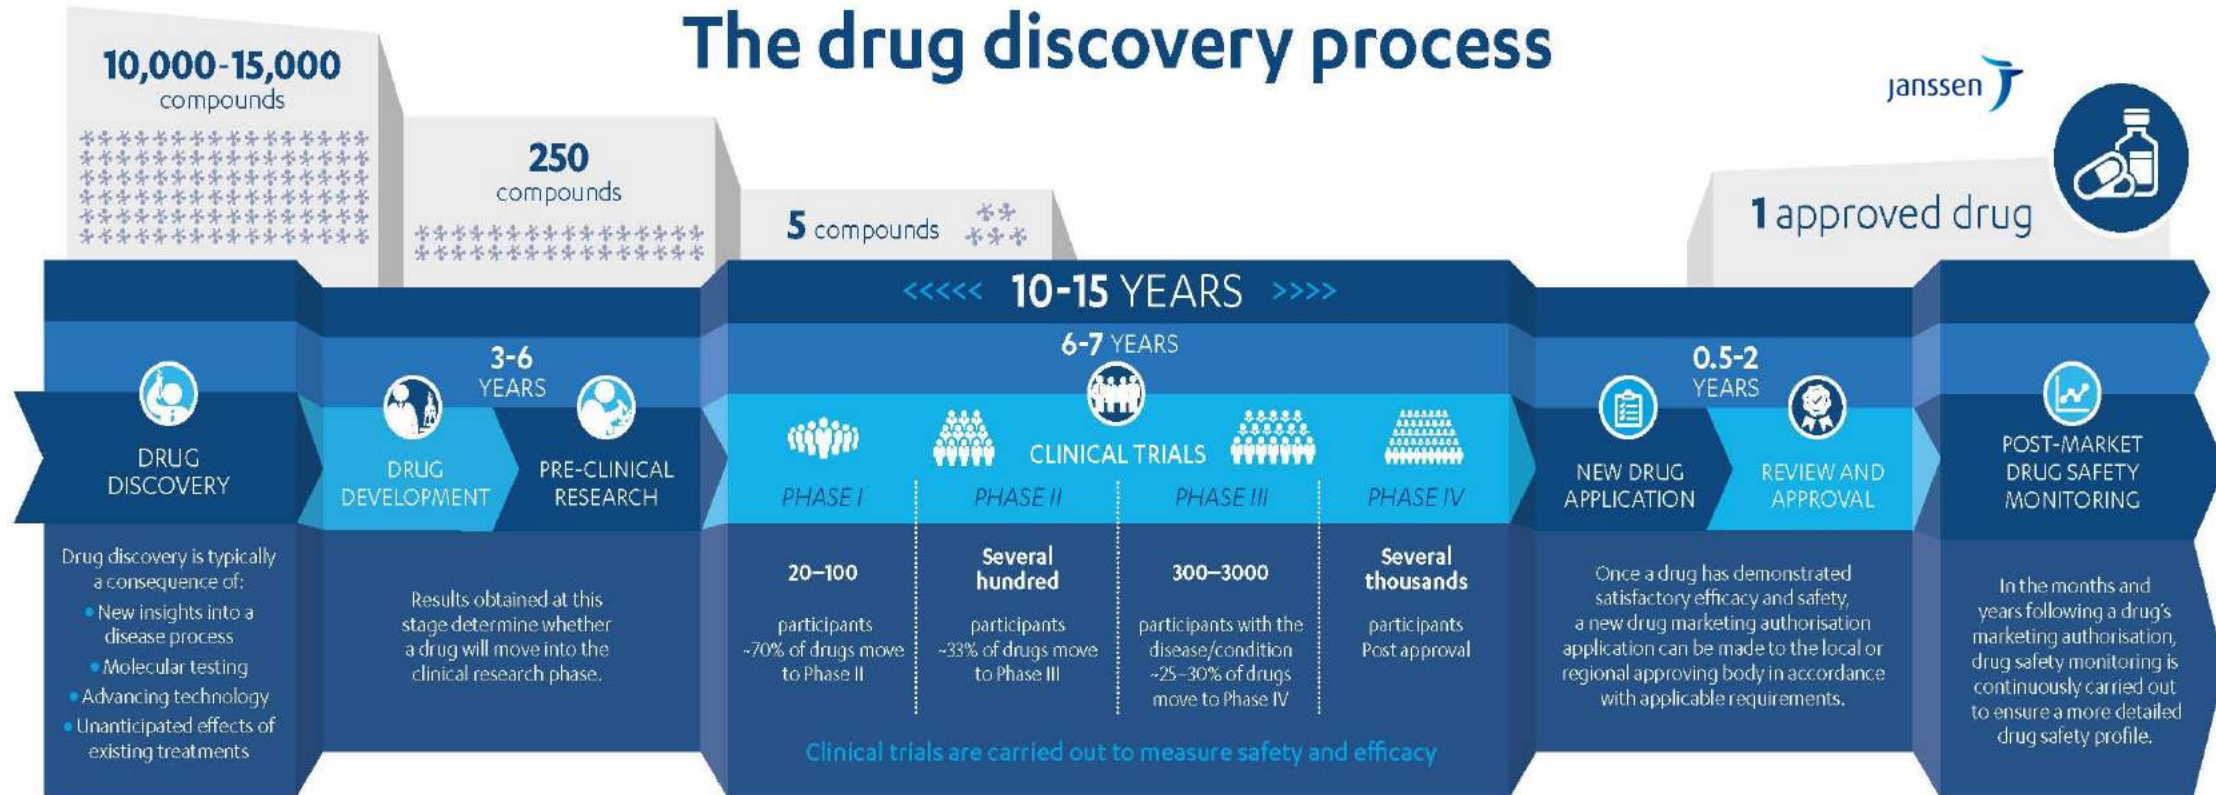 The drug discovery process
janssen
10,000-15,000
compounds
250
compounds
5 compounds
1 approved drug
<<<<< 10-15 YEARS >>>>
3-6
YEARS
6-7 YEARS
0.5-2
YEARS
DRUG
DISCOVERY
DRUG
DEVELOPMENT
PRE-CLINICAL
RESEARCH
CLINICAL TRIALS
PHASE I
PHASE II
PHASE III
PHASE IV
NEW DRUG
APPLICATION
REVIEW AND
APPROVAL
POST-MARKET
DRUG SAFETY
MONITORING
Drug discovery is typically
a consequence of:
• New insights into a
disease process
• Molecular testing
• Advancing technology
• Unanticipated effects of
existing treatments
Results obtained at this
stage determine whether
a drug will move into the
clinical research phase.
20–100
participants
~70% of drugs move
to Phase II
Several
hundred
participants
~33% of drugs move
to Phase III
300–3000
participants with the
disease/condition
~25–30% of drugs
move to Phase IV
Several
thousands
participants
Post approval
Clinical trials are carried out to measure safety and efficacy
Once a drug has demonstrated
satisfactory efficacy and safety,
a new drug marketing authorisation
application can be made to the local or
regional approving body in accordance
with applicable requirements.
In the months and
years following a drug's
marketing authorisation,
drug safety monitoring is
continuously carried out
to ensure a more detailed
drug safety profile.